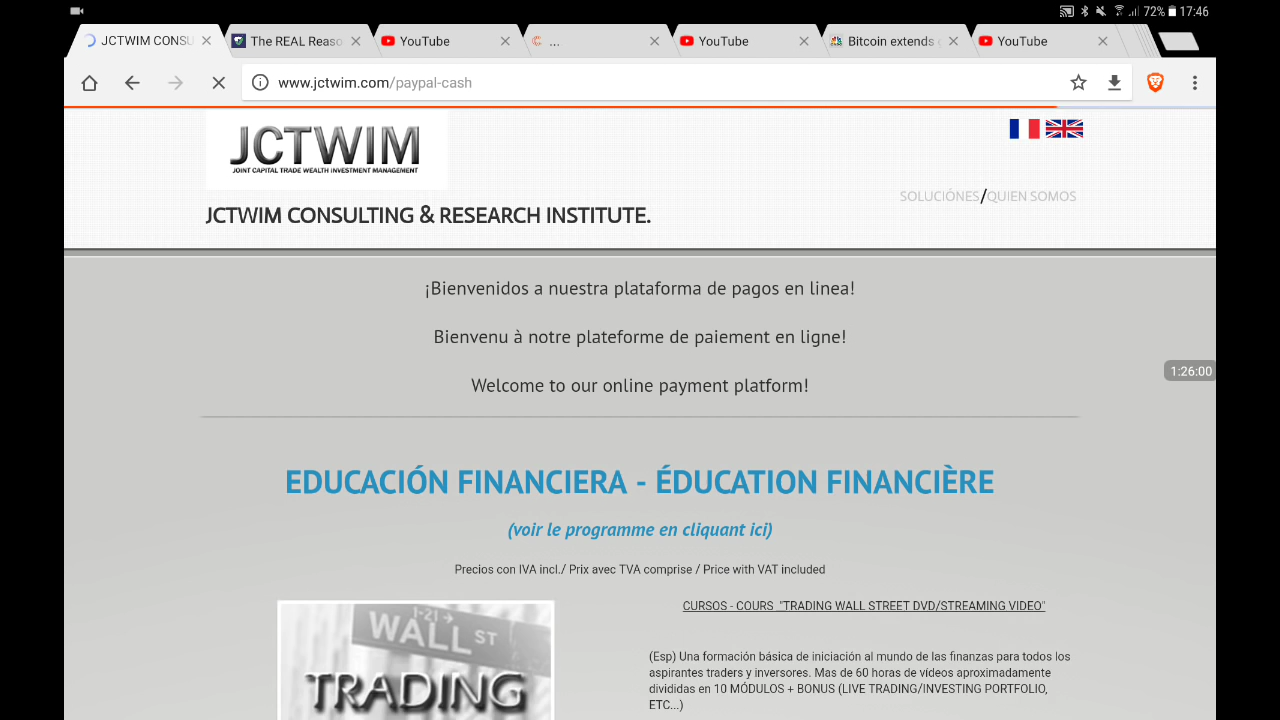 72% 17:46
JCTWIM CONSU
The REAL Reaso
YouTube
...
YouTube
Bitcoin extends
YouTube
www.jctwim.com/paypal-cash
JCTWIM
JOINT CAPITAL TRADE WEALTH INVESTMENT MANAGEMENT
SOLUCIÓNES/QUIEN SOMOS
JCTWIM CONSULTING & RESEARCH INSTITUTE.
¡Bienvenidos a nuestra plataforma de pagos en linea!
Bienvenu à notre plateforme de paiement en ligne!
1:26:00
Welcome to our online payment platform!
EDUCACIÓN FINANCIERA - ÉDUCATION FINANCIÈRE
(voir le programme en cliquant ici)
Precios con IVA incl./ Prix avec TVA comprise / Price with VAT included
CURSOS - COURS "TRADING WALL STREET DVD/STREAMING VIDEO"
1-21
WALL ST
TRADING
(Esp) Una formación básica de iniciación al mundo de las finanzas para todos los
aspirantes traders y inversores. Mas de 60 horas de vídeos aproximadamente
divididas en 10 MÓDULOS + BONUS (LIVE TRADING/INVESTING PORTFOLIO,
ETC...)